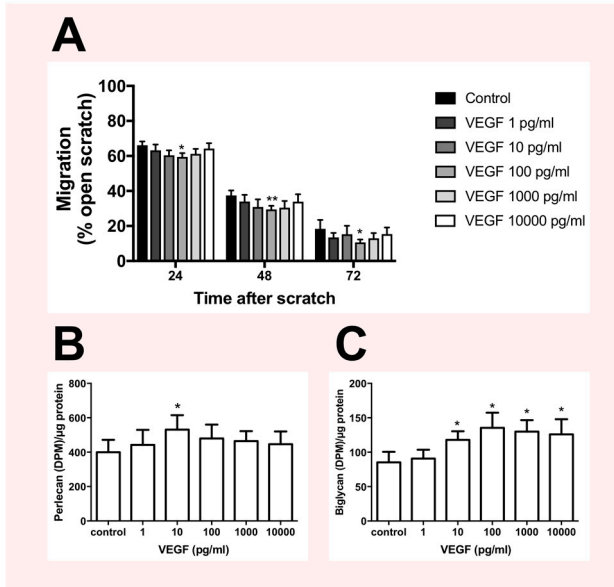 A
Migration
(% open scratch)
100
80
60
40
20
0
*
**
*
24 48 72
Time after scratch
Control
VEGF 1 pg/ml
VEGF 10 pg/ml
VEGF 100 pg/ml
VEGF 1000 pg/ml
VEGF 10000 pg/ml
B
Perlecan (DPM)/µg protein
800
600
400
200
0
*
control 1 10 100 1000 10000
VEGF (pg/ml)
C
Biglycan (DPM)/µg protein
200
150
100
50
0
* * * *
control 1 10 100 1000 10000
VEGF (pg/ml)